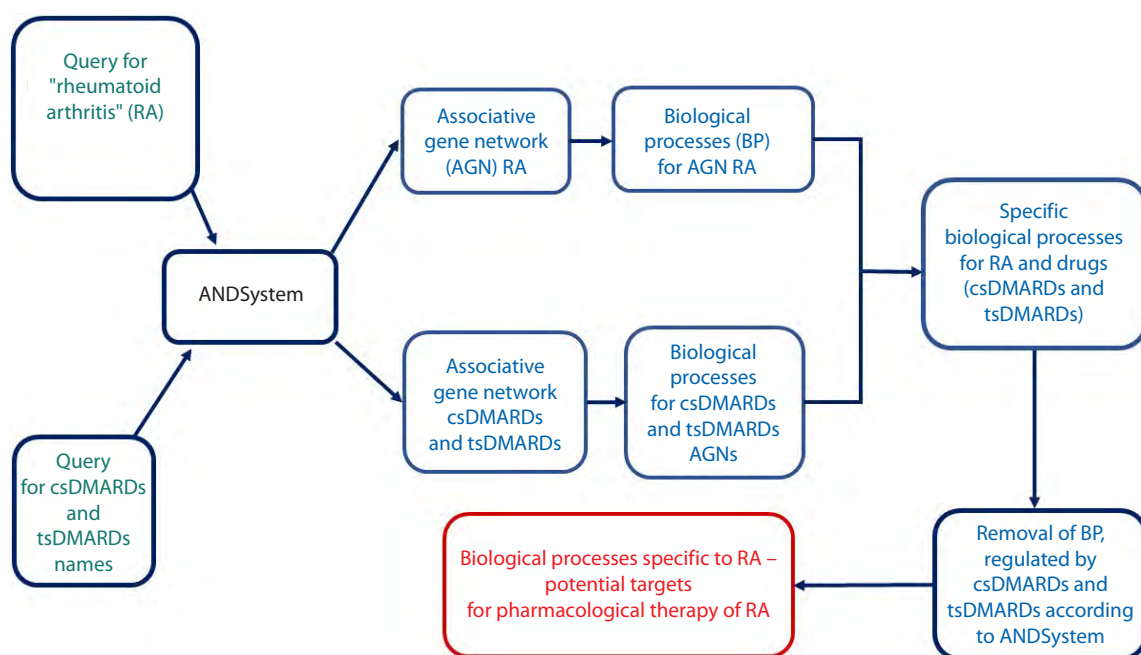 Query for
"rheumatoid
arthritis" (RA)
Associative
gene network
(AGN) RA
Biological
processes (BP)
for AGN RA
Specific
biological processes
for RA and drugs
(csDMARDs and
tsDMARDs)
ANDSystem
Associative
gene network
csDMARDs
and tsDMARDs
Biological
processes
for csDMARDs
and tsDMARDs
AGNs
Query
for csDMARDs
and
tsDMARDs
names
Biological processes specific to RA –
potential targets
for pharmacological therapy of RA
Removal of BP,
regulated by
csDMARDs and
tsDMARDs according
to ANDSystem